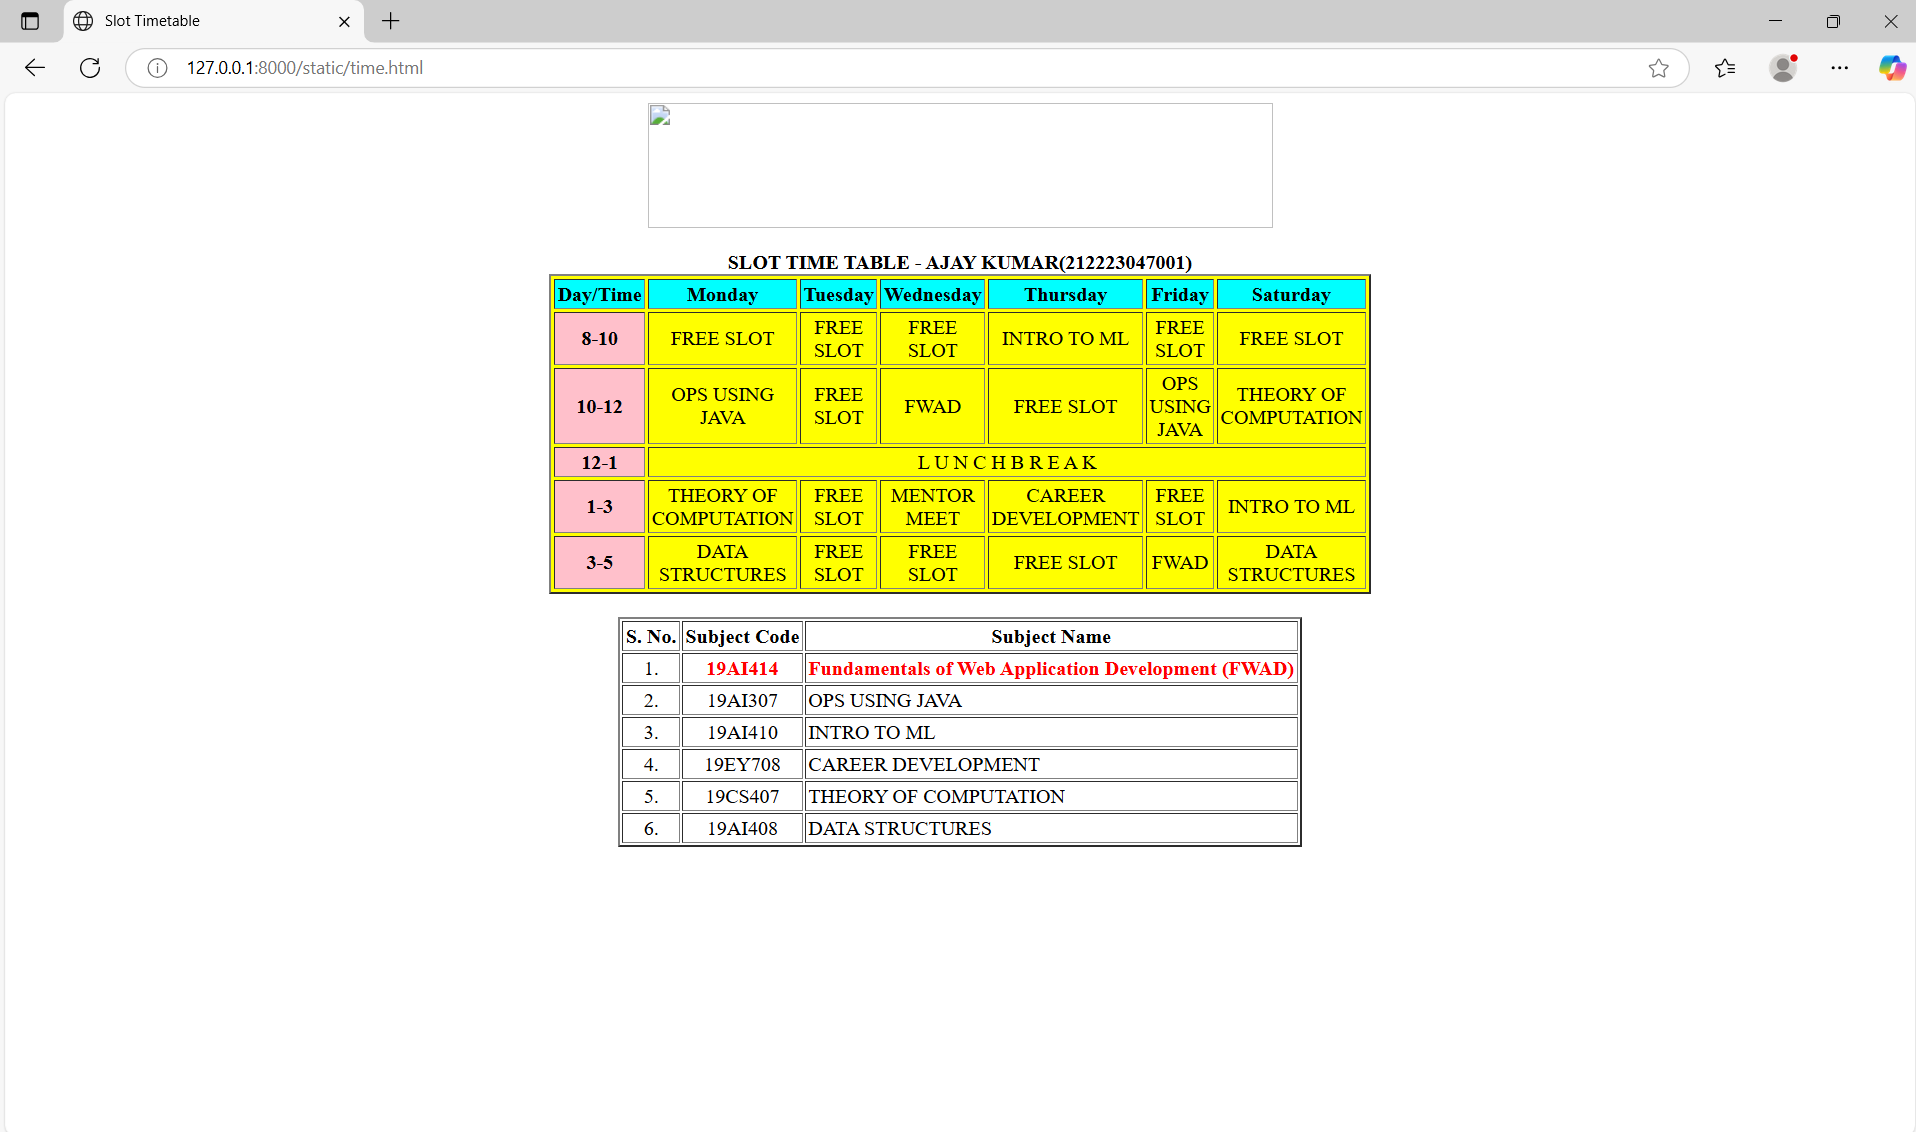 Slot Timetable
127.0.0.1:8000/static/time.html
SLOT TIME TABLE - AJAY KUMAR(212223047001)
Day/Time Monday Tuesday Wednesday Thursday Friday Saturday
8-10 FREE SLOT FREE SLOT FREE SLOT INTRO TO ML FREE SLOT FREE SLOT
10-12 OPS USING JAVA FREE SLOT FWAD FREE SLOT OPS USING JAVA THEORY OF COMPUTATION
12-1 L U N C H B R E A K
1-3 THEORY OF COMPUTATION FREE SLOT MENTOR MEET CAREER DEVELOPMENT FREE SLOT INTRO TO ML
3-5 DATA STRUCTURES FREE SLOT FREE SLOT FREE SLOT FWAD DATA STRUCTURES
S. No. Subject Code Subject Name
1. 19AI414 Fundamentals of Web Application Development (FWAD)
2. 19AI307 OPS USING JAVA
3. 19AI410 INTRO TO ML
4. 19EY708 CAREER DEVELOPMENT
5. 19CS407 THEORY OF COMPUTATION
6. 19AI408 DATA STRUCTURES